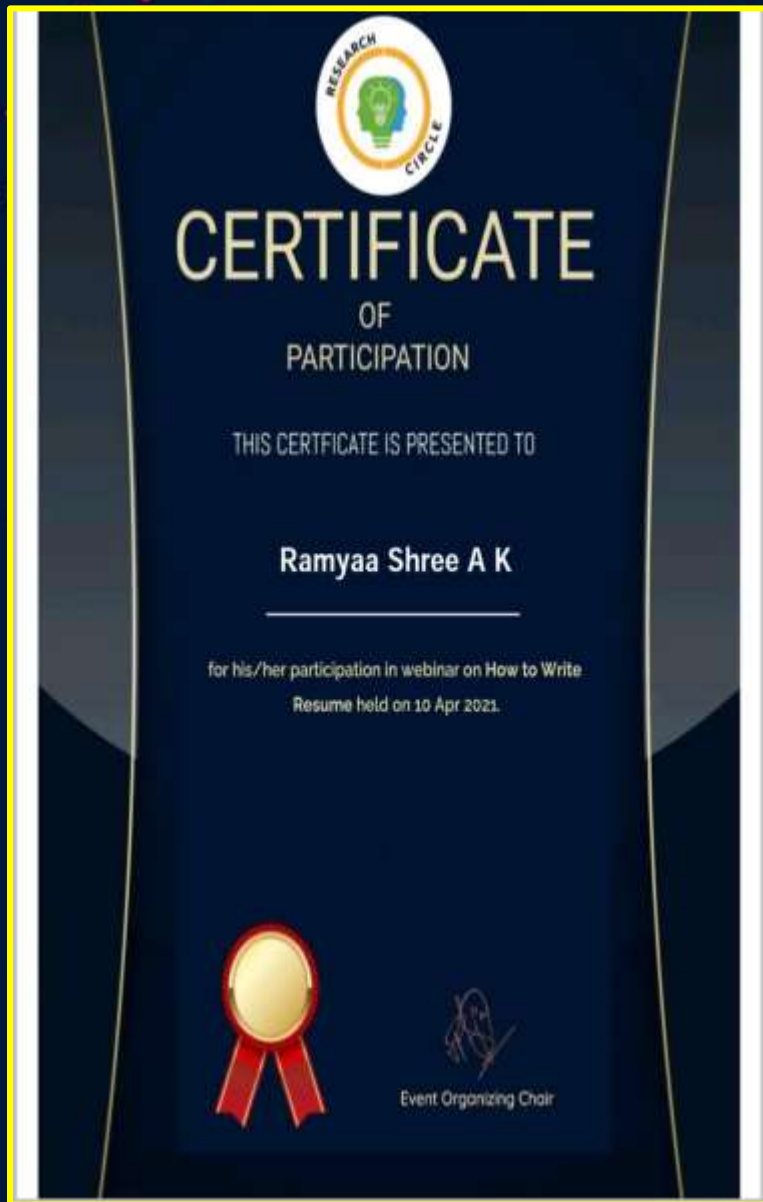 RESEARCH
CIRCLE
CERTIFICATE
OF
PARTICIPATION
THIS CERTFICATE IS PRESENTED TO
Ramyaa Shree A K
for his/her participation in webinar on How to Write
Resume held on 10 Apr 2021.
Event Organizing Chair